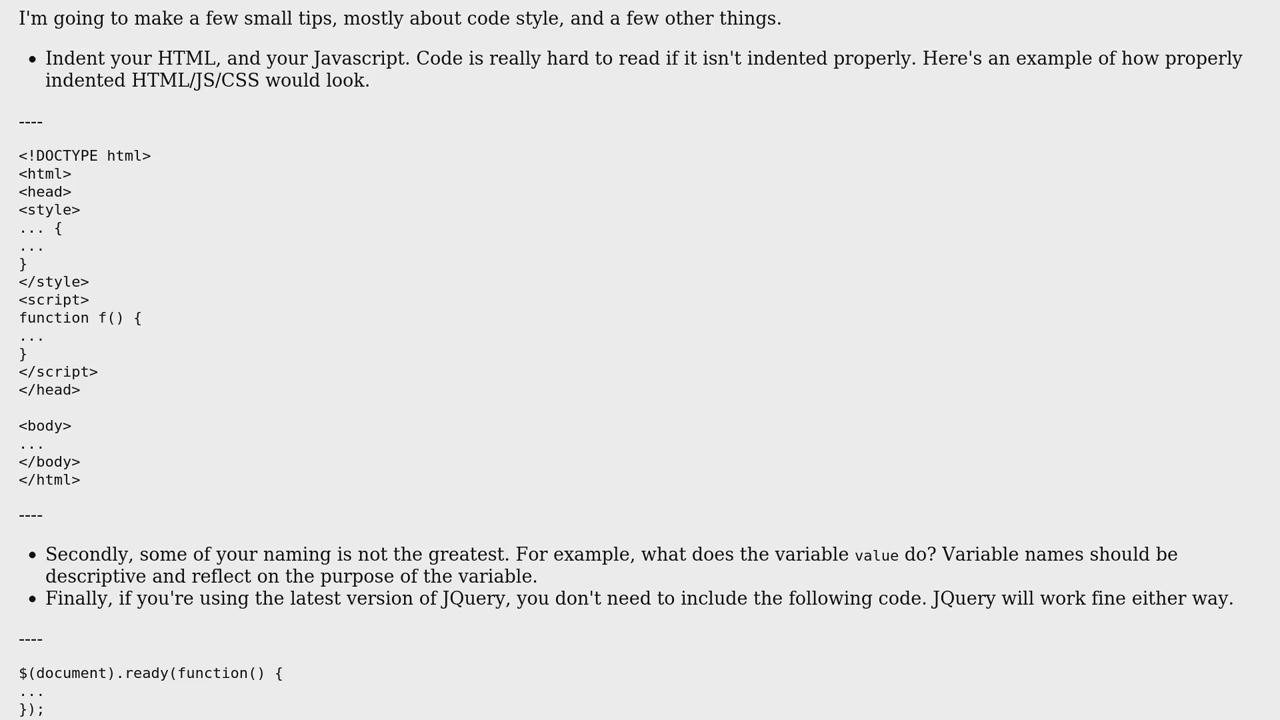 I'm going to make a few small tips, mostly about code style, and a few other things.
• Indent your HTML, and your Javascript. Code is really hard to read if it isn't indented properly. Here's an example of how properly
indented HTML/JS/CSS would look.
----
<!DOCTYPE html>
<html>
<head>
<style>
... {
...
}
</style>
<script>
function f() {
...
}
</script>
</head>
<body>
...
</body>
</html>
----
• Secondly, some of your naming is not the greatest. For example, what does the variable value do? Variable names should be
descriptive and reflect on the purpose of the variable.
• Finally, if you're using the latest version of JQuery, you don't need to include the following code. JQuery will work fine either way.
----
$(document).ready(function() {
...
});